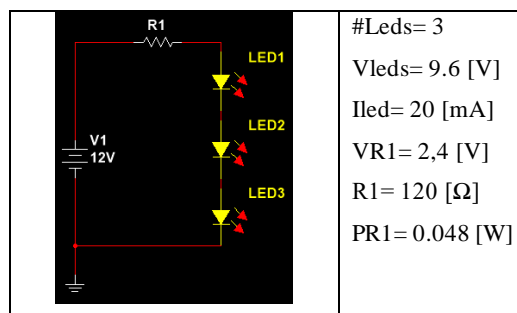 R1
LED1
LED2
V1
12V
LED3
#Leds= 3
Vleds= 9.6 [V]
Iled= 20 [mA]
VR1= 2,4 [V]
R1= 120 [Ω]
PR1= 0.048 [W]